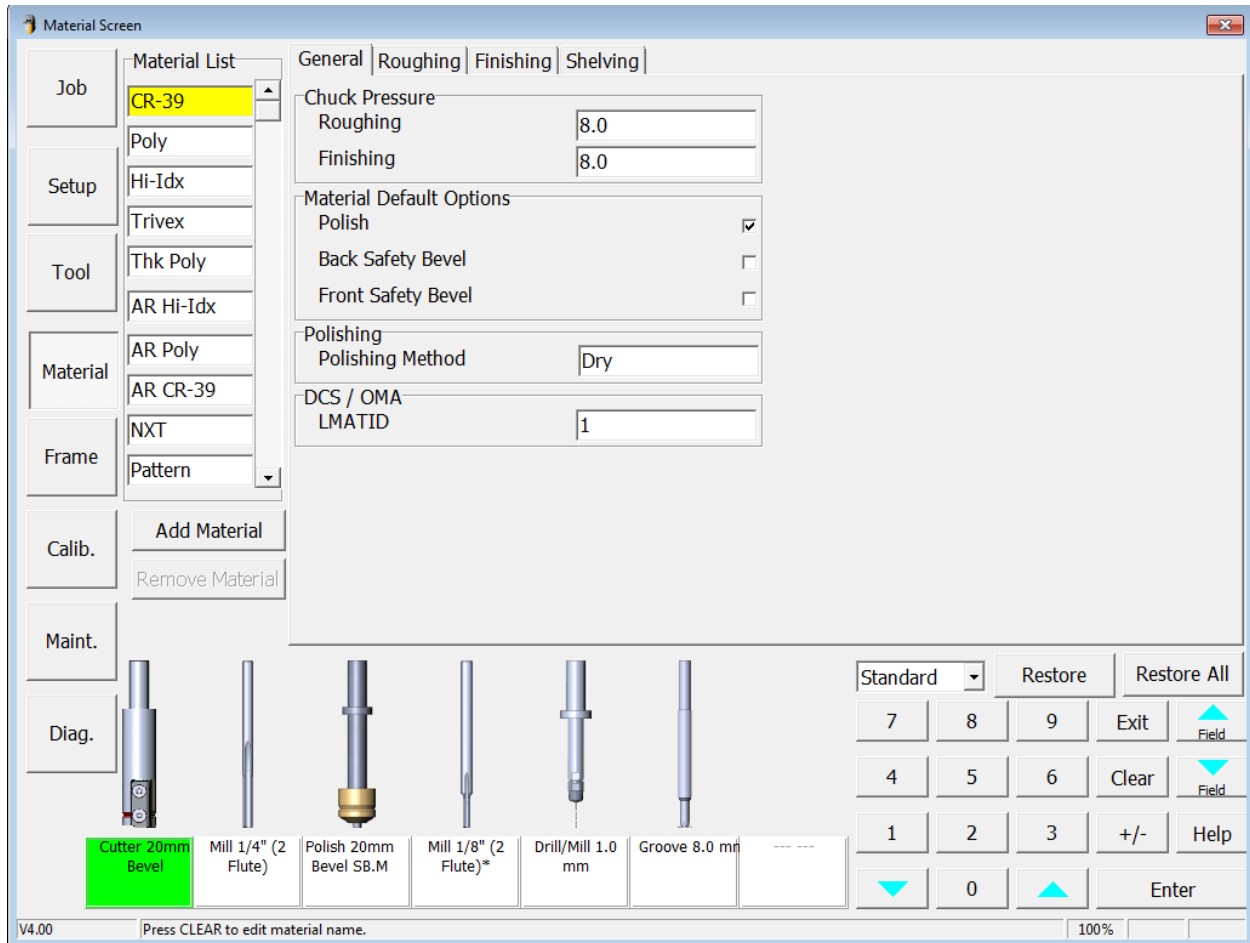 Material Screen
Job
Setup
Tool
Material
Frame
Calib.
Maint.
Diag.
Material List
CR-39
Poly
Hi-Idx
Trivex
Thk Poly
AR Hi-Idx
AR Poly
AR CR-39
NXT
Pattern
Add Material
Remove Material
General Roughing Finishing Shelving
Chuck Pressure
Roughing 8.0
Finishing 8.0
Material Default Options
Polish
Back Safety Bevel
Front Safety Bevel
Polishing
Polishing Method Dry
DCS / OMA
LMATID 1
Cutter 20mm
Bevel
Mill 1/4" (2
Flute)
Polish 20mm
Bevel SB.M
Mill 1/8" (2
Flute)*
Drill/Mill 1.0
mm
Groove 8.0 mm
--- ---
Standard Restore Restore All
7 8 9 Exit Field
4 5 6 Clear Field
1 2 3 +/- Help
0 Enter
V4.00 Press CLEAR to edit material name. 100%